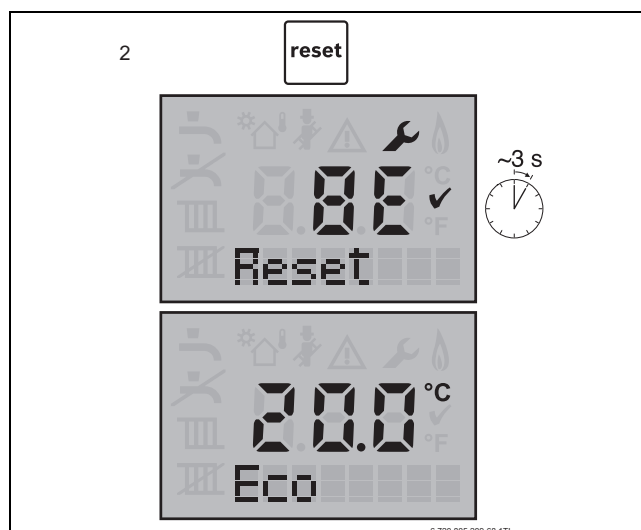 2
reset
~3 s
8E
°C
✓
°F
Reset
20.0 °C
✓
°F
Eco